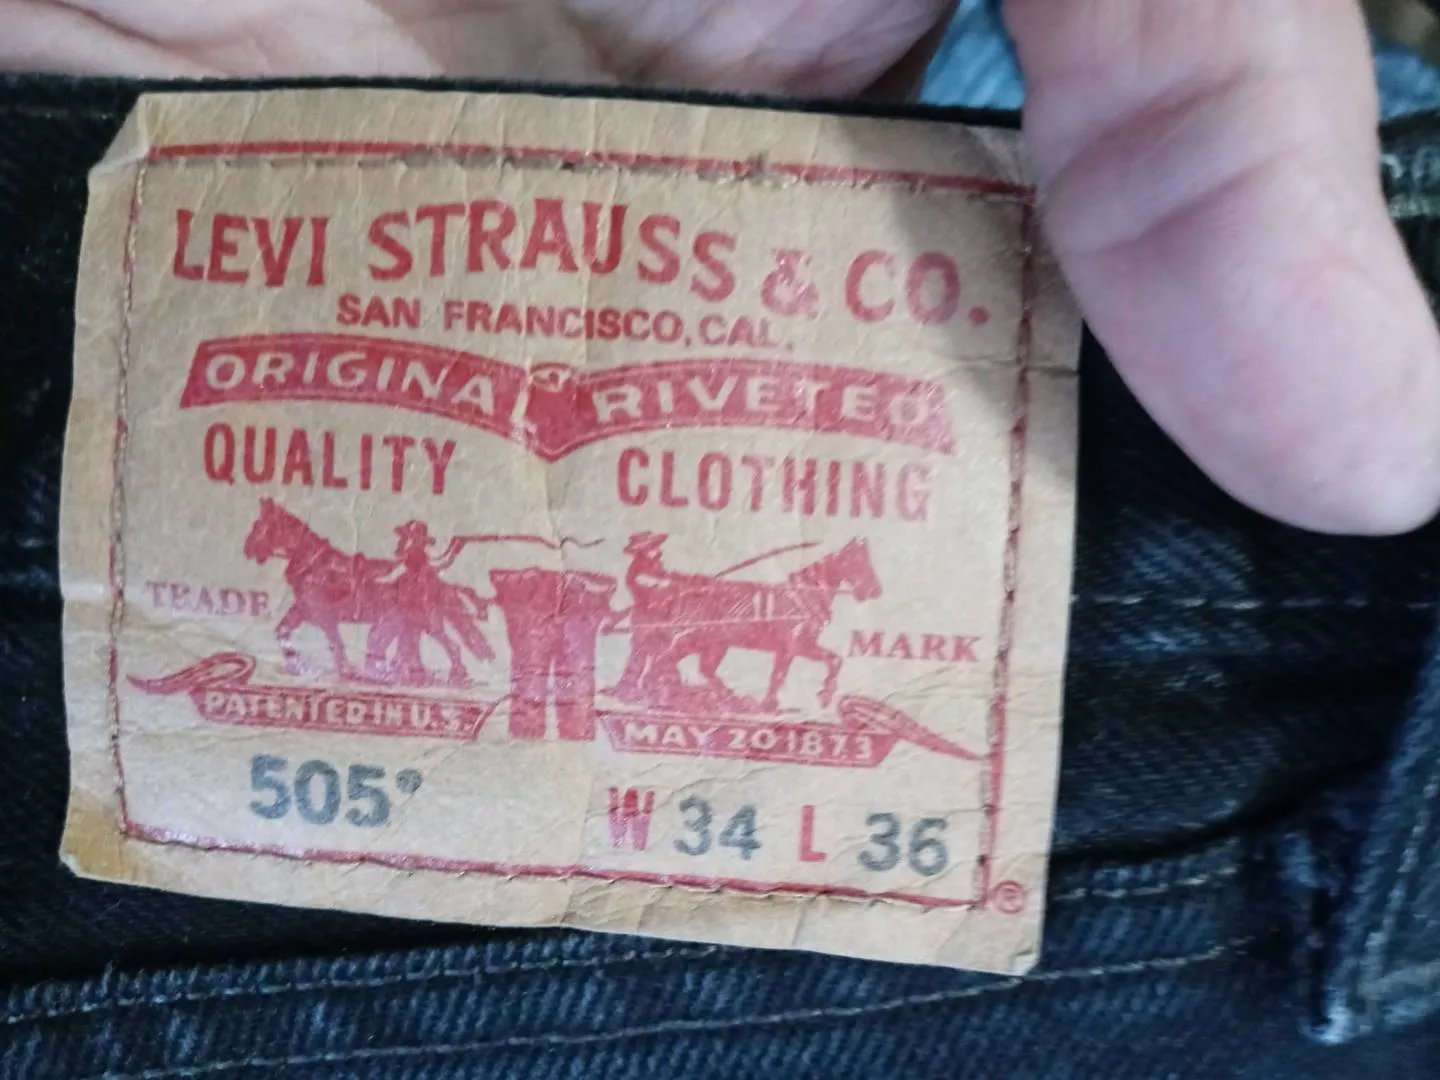 LEVI STRAUSS & CO.
SAN FRANCISCO, CAL.
ORIGINAL RIVETED
QUALITY CLOTHING
TRADE MARK
PATENTED IN U.S. MAY 20 1873
505® W 34 L 36
®